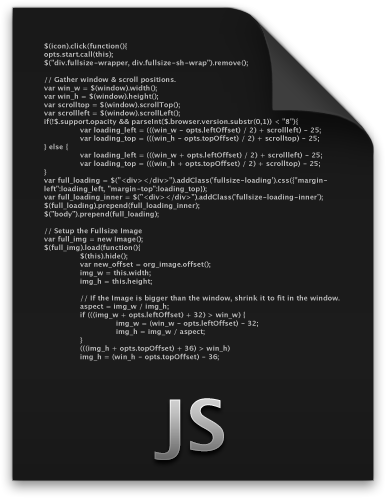 $(icon).click(function(){
opts.start.call(this);
$("div.fullsize-wrapper, div.fullsize-sh-wrap").remove();
// Gather window & scroll positions.
var win_w = $(window).width();
var win_h = $(window).height();
var scrolltop = $(window).scrollTop();
var scrollleft = $(window).scrollLeft();
if(!$.support.opacity && parseInt($.browser.version.substr(0,1)) < "8"){
var loading_left = (((win_w - opts.leftOffset) / 2) + scrollleft) - 25;
var loading_top = (((win_h - opts.topOffset) / 2) + scrolltop) - 25;
} else {
var loading_left = (((win_w - opts.leftOffset) / 2) + scrollleft) - 25;
var loading_top = (((win_h - opts.topOffset) / 2) + scrolltop) - 25;
}
var full_loading = $("<div></div>").addClass('fullsize-loading').css({"margin-
left":loading_left, "margin-top":loading_top});
var full_loading_inner = $("<div></div>").addClass('fullsize-loading-inner');
$(full_loading).prepend(full_loading_inner);
$("body").prepend(full_loading);
// Setup the Fullsize Image
var full_img = new Image();
$(full_img).load(function(){
$(this).hide();
var new_offset = org_image.offset();
img_w = this.width;
img_h = this.height;
// If the Image is bigger than the window, shrink it to fit in the window.
aspect = img_w / img_h;
if (((img_w + opts.leftOffset) + 32) > win_w) {
img_w = (win_w - opts.leftOffset) - 32;
img_h = img_w / aspect;
}
(((img_h + opts.topOffset) + 36) > win_h)
img_h = (win_h - opts.topOffset) - 36;
JS